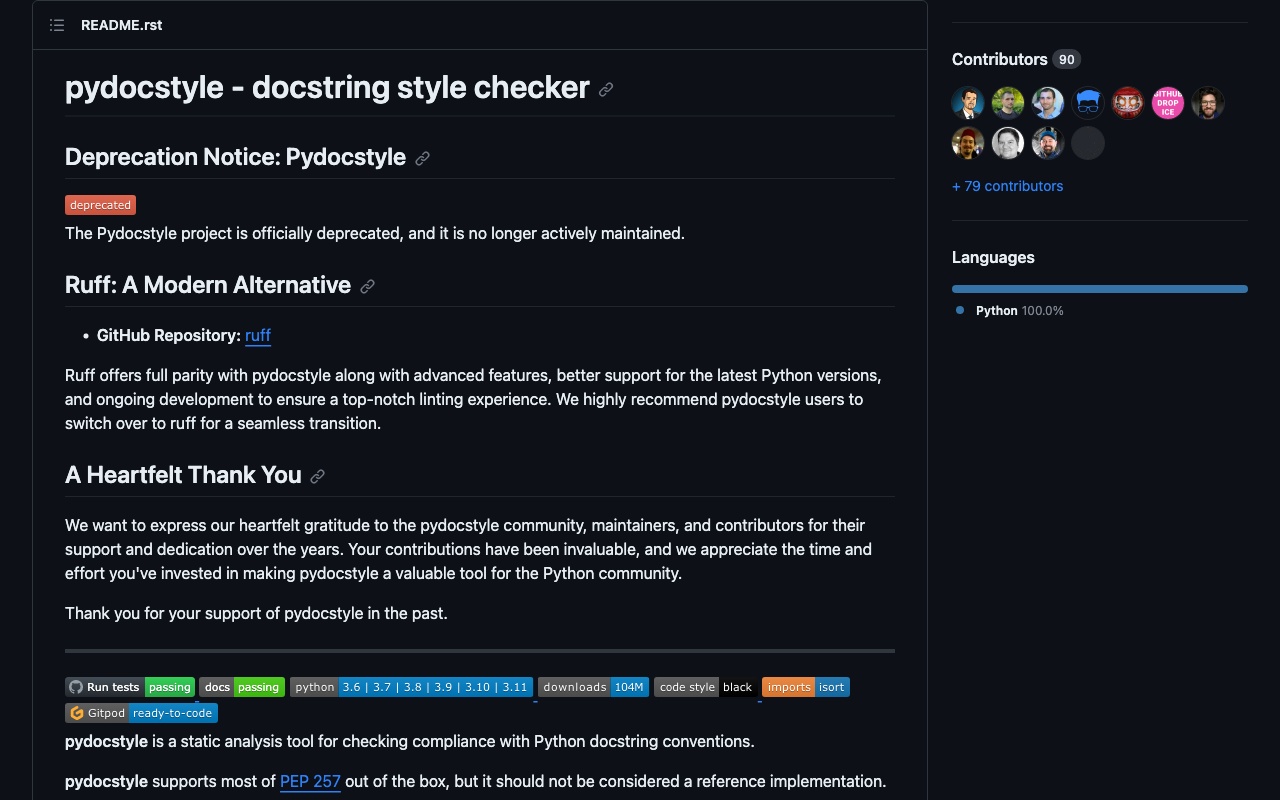 README.rst
pydocstyle - docstring style checker
Deprecation Notice: Pydocstyle
deprecated
The Pydocstyle project is officially deprecated, and it is no longer actively maintained.
Ruff: A Modern Alternative
• GitHub Repository: ruff
Ruff offers full parity with pydocstyle along with advanced features, better support for the latest Python versions,
and ongoing development to ensure a top-notch linting experience. We highly recommend pydocstyle users to
switch over to ruff for a seamless transition.
A Heartfelt Thank You
We want to express our heartfelt gratitude to the pydocstyle community, maintainers, and contributors for their
support and dedication over the years. Your contributions have been invaluable, and we appreciate the time and
effort you've invested in making pydocstyle a valuable tool for the Python community.
Thank you for your support of pydocstyle in the past.
Run tests passing docs passing python 3.6 | 3.7 | 3.8 | 3.9 | 3.10 | 3.11 downloads 104M code style black imports isort
Gitpod ready-to-code
pydocstyle is a static analysis tool for checking compliance with Python docstring conventions.
pydocstyle supports most of PEP 257 out of the box, but it should not be considered a reference implementation.
Contributors 90
GITHUB
DROP
ICE
+ 79 contributors
Languages
Python 100.0%